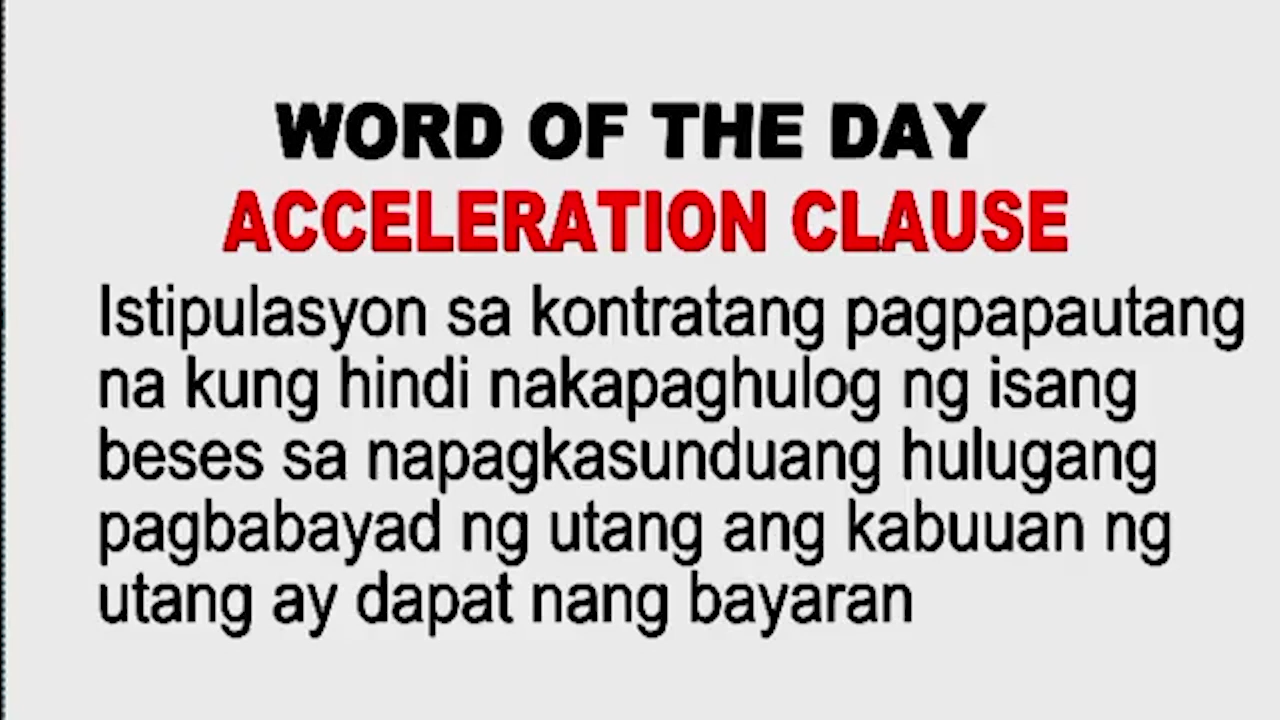 WORD OF THE DAY
ACCELERATION CLAUSE
Istipulasyon sa kontratang pagpapautang
na kung hindi nakapaghulog ng isang
beses sa napagkasunduang hulugang
pagbabayad ng utang ang kabuuan ng
utang ay dapat nang bayaran